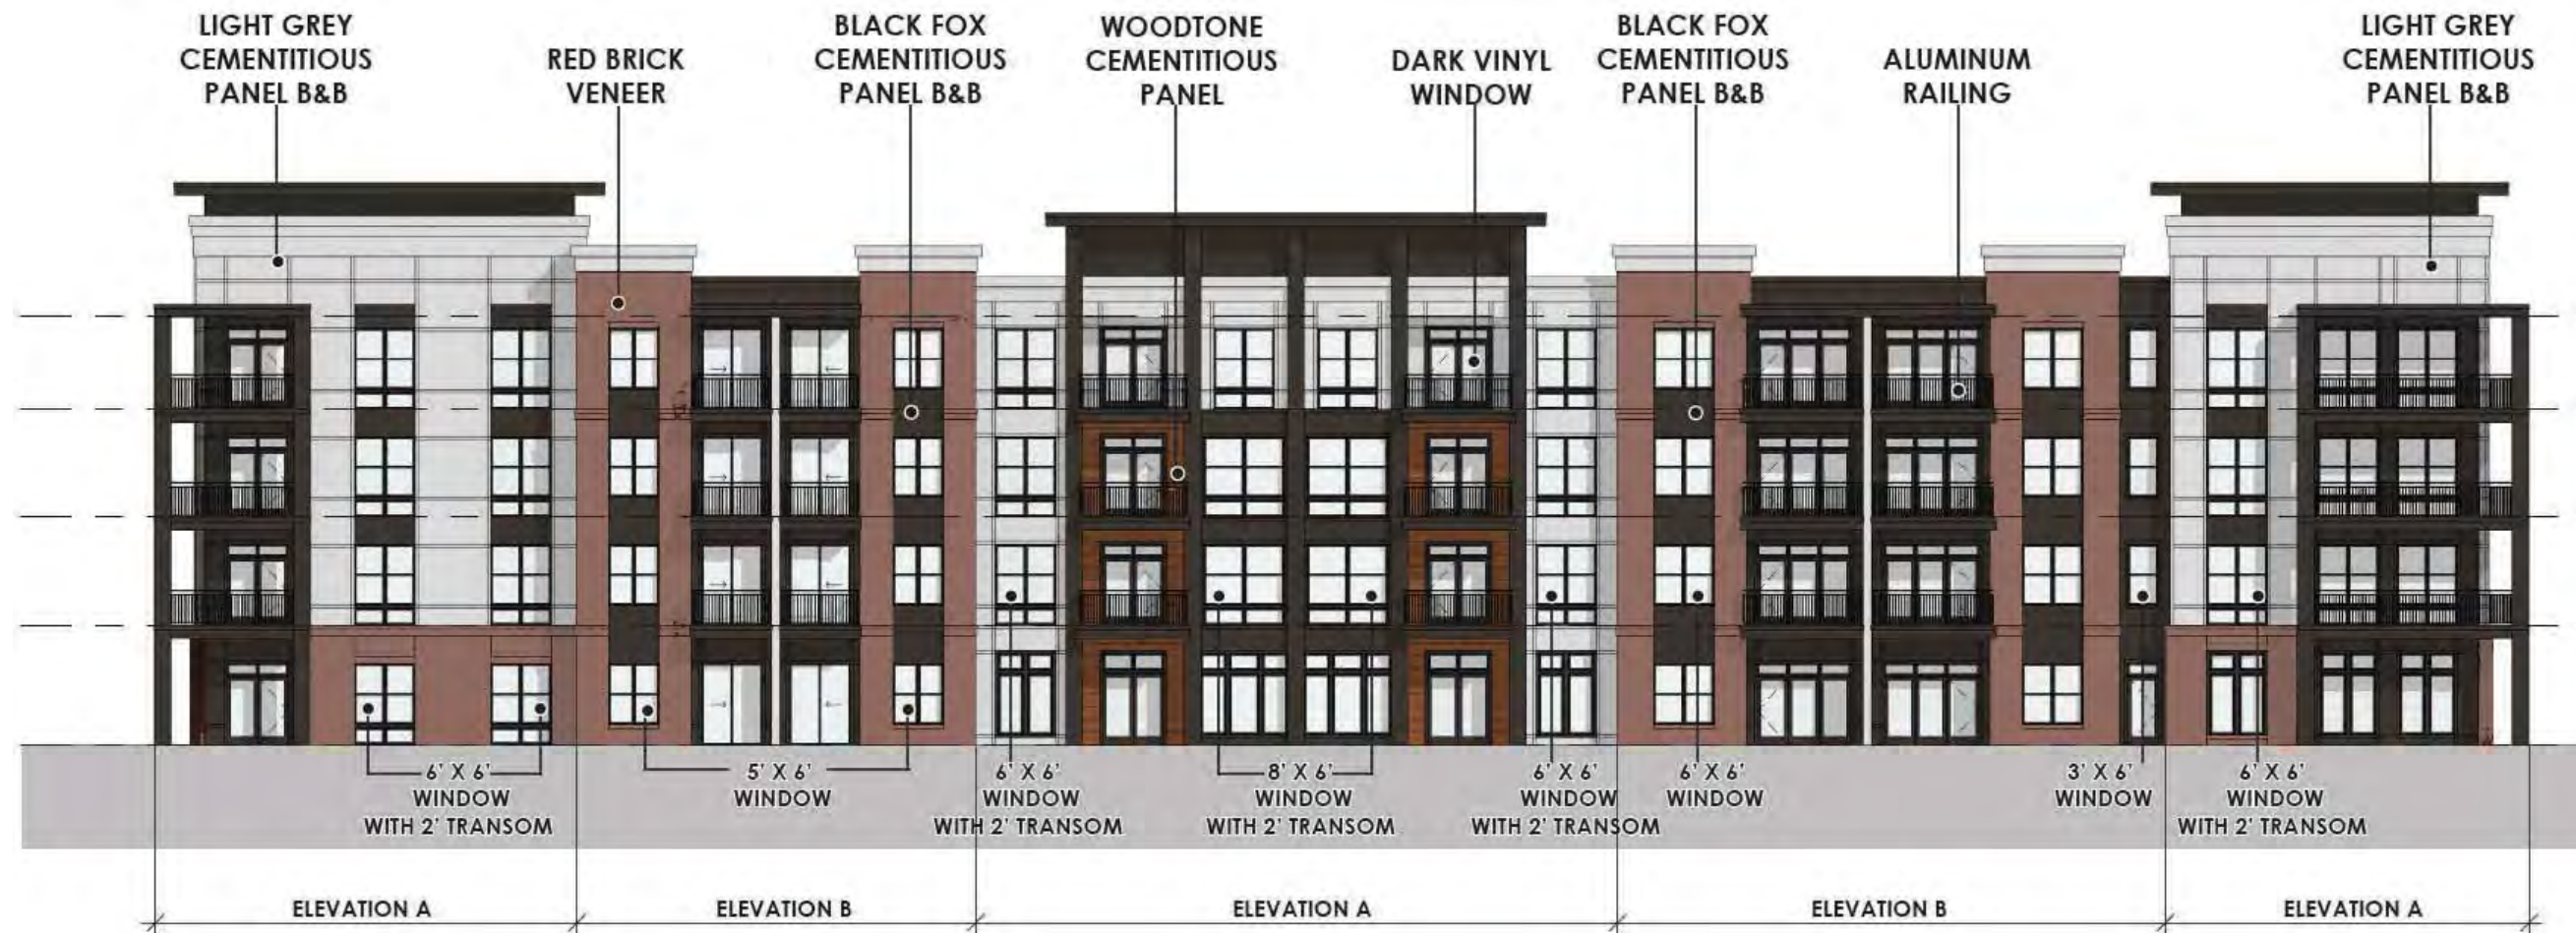 LIGHT GREY
CEMENTITIOUS
PANEL B&B
RED BRICK
VENEER
BLACK FOX
CEMENTITIOUS
PANEL B&B
WOODTONE
CEMENTITIOUS
PANEL
DARK VINYL
WINDOW
BLACK FOX
CEMENTITIOUS
PANEL B&B
ALUMINUM
RAILING
LIGHT GREY
CEMENTITIOUS
PANEL B&B
6' X 6'
WINDOW
WITH 2' TRANSOM
5' X 6'
WINDOW
6' X 6'
WINDOW
WITH 2' TRANSOM
8' X 6'
WINDOW
WITH 2' TRANSOM
6' X 6'
WINDOW
WITH 2' TRANSOM
6' X 6'
WINDOW
3' X 6'
WINDOW
6' X 6'
WINDOW
WITH 2' TRANSOM
ELEVATION A
ELEVATION B
ELEVATION A
ELEVATION B
ELEVATION A